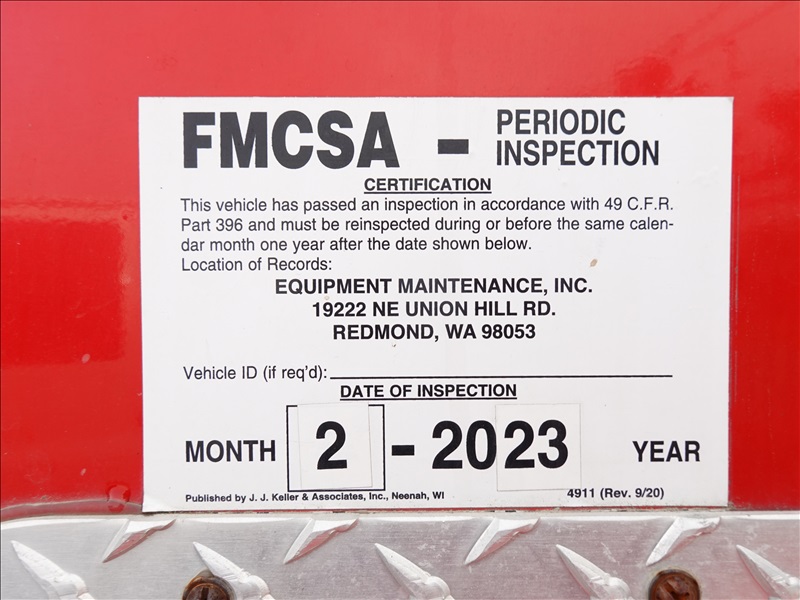 FMCSA - PERIODIC INSPECTION
CERTIFICATION
This vehicle has passed an inspection in accordance with 49 C.F.R.
Part 396 and must be reinspected during or before the same calen-
dar month one year after the date shown below.
Location of Records:
EQUIPMENT MAINTENANCE, INC.
19222 NE UNION HILL RD.
REDMOND, WA 98053
Vehicle ID (if req'd):
DATE OF INSPECTION
MONTH 2 - 2023 YEAR
Published by J. J. Keller & Associates, Inc., Neenah, WI 4911 (Rev. 9/20)